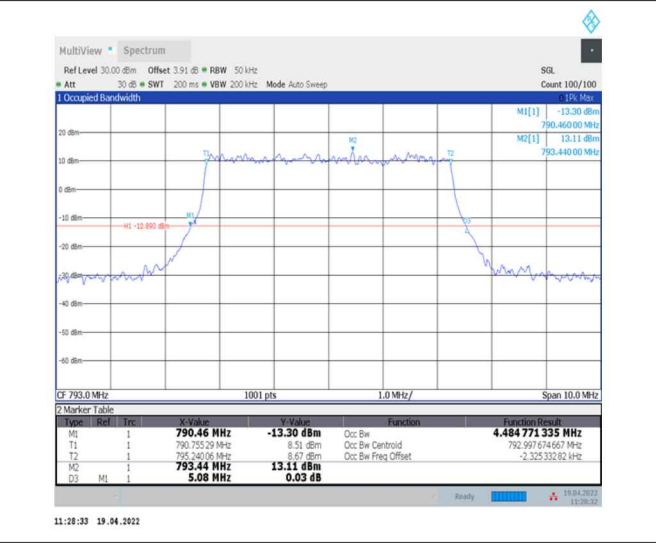 MultiView Spectrum
Ref Level 30.00 dBm Offset 3.91 dB RBW 50 kHz SGL
Att 30 dB SWT 200 ms VBW 200 kHz Mode Auto Sweep Count 100/100
1 Occupied Bandwidth 1Pk Max
M1[1] -13.30 dBm
790.46000 MHz
M2[1] 13.11 dBm
793.44000 MHz
20 dBm
M2
T1
T2
10 dBm
0 dBm
-10 dBm
M1
D3
H1 -12.890 dBm
-20 dBm
-30 dBm
-40 dBm
-50 dBm
-60 dBm
CF 793.0 MHz 1001 pts 1.0 MHz/ Span 10.0 MHz
2 Marker Table
Type Ref Trc X-Value Y-Value Function Function Result
M1 1 790.46 MHz -13.30 dBm Occ Bw 4.484 771 335 MHz
T1 1 790.75529 MHz 8.51 dBm Occ Bw Centroid 792.997 674 667 MHz
T2 1 795.24006 MHz 8.67 dBm Occ Bw Freq Offset -2.325 332 82 kHz
M2 1 793.44 MHz 13.11 dBm
D3 M1 1 5.08 MHz 0.03 dB
Ready 19.04.2022
11:28:32
11:28:33 19.04.2022